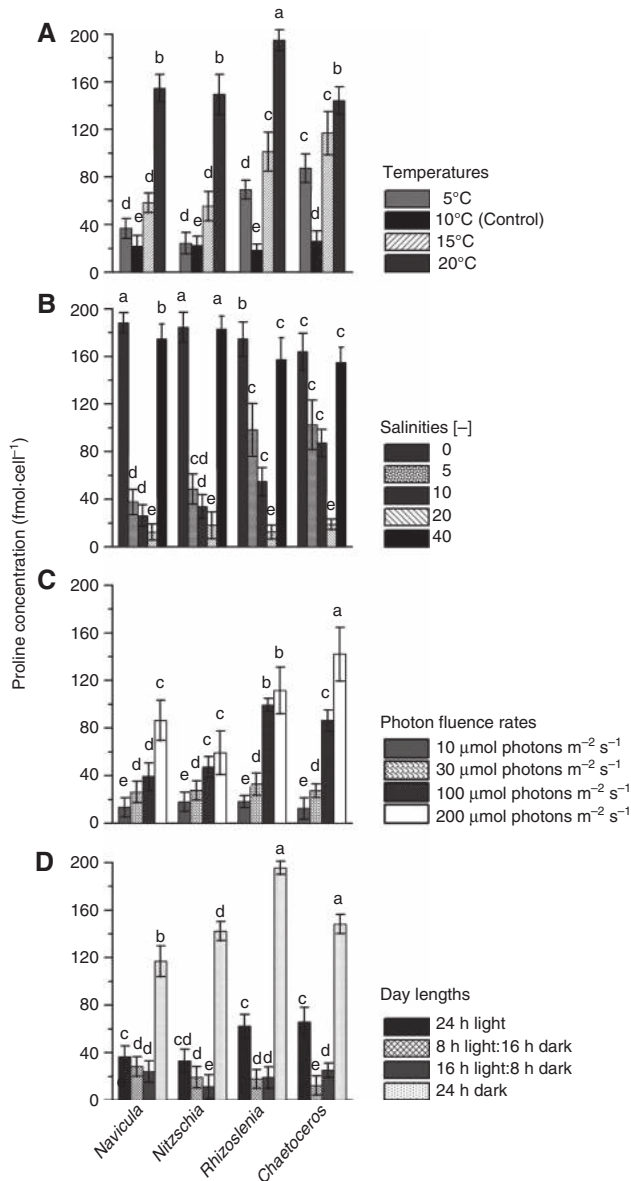 A
200
160
120
80
40
0
d e d b
d e d b
d e c a
c d c b
Temperatures
5°C
10°C (Control)
15°C
20°C
B
200
160
120
80
40
0
a d d e b
a cd d e a
b c c e c
c c c e c
Salinities [–]
0
5
10
20
40
Proline concentration (fmol·cell⁻¹)
C
200
160
120
80
40
0
e d d c
e d c c
e d b b
e d c a
Photon fluence rates
10 μmol photons m⁻² s⁻¹
30 μmol photons m⁻² s⁻¹
100 μmol photons m⁻² s⁻¹
200 μmol photons m⁻² s⁻¹
D
200
160
120
80
40
0
c d d b
cd d e d
c d d a
c e d a
Day lengths
24 h light
8 h light:16 h dark
16 h light:8 h dark
24 h dark
Navicula
Nitzschia
Rhizoslenia
Chaetoceros